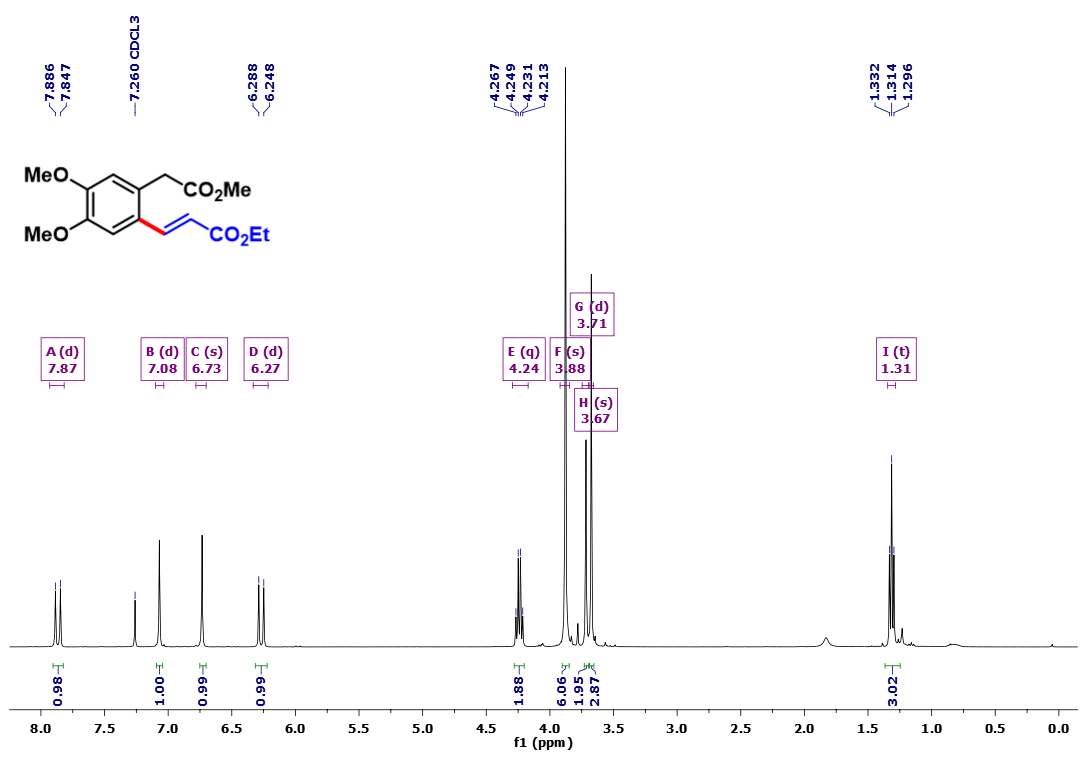 7.886
7.847
7.260 CDCL3
6.288
6.248
4.267
4.249
4.231
4.213
1.332
1.314
1.296
MeO
CO2Me
MeO
CO2Et
G (d)
3.71
A (d)
7.87
B (d)
7.08
C (s)
6.73
D (d)
6.27
E (q)
4.24
F (s)
3.88
I (t)
1.31
H (s)
3.67
0.98
1.00
0.99
0.99
1.88
6.06
1.95
2.87
3.02
8.0 7.5 7.0 6.5 6.0 5.5 5.0 4.5 4.0 3.5 3.0 2.5 2.0 1.5 1.0 0.5 0.0
f1 (ppm)